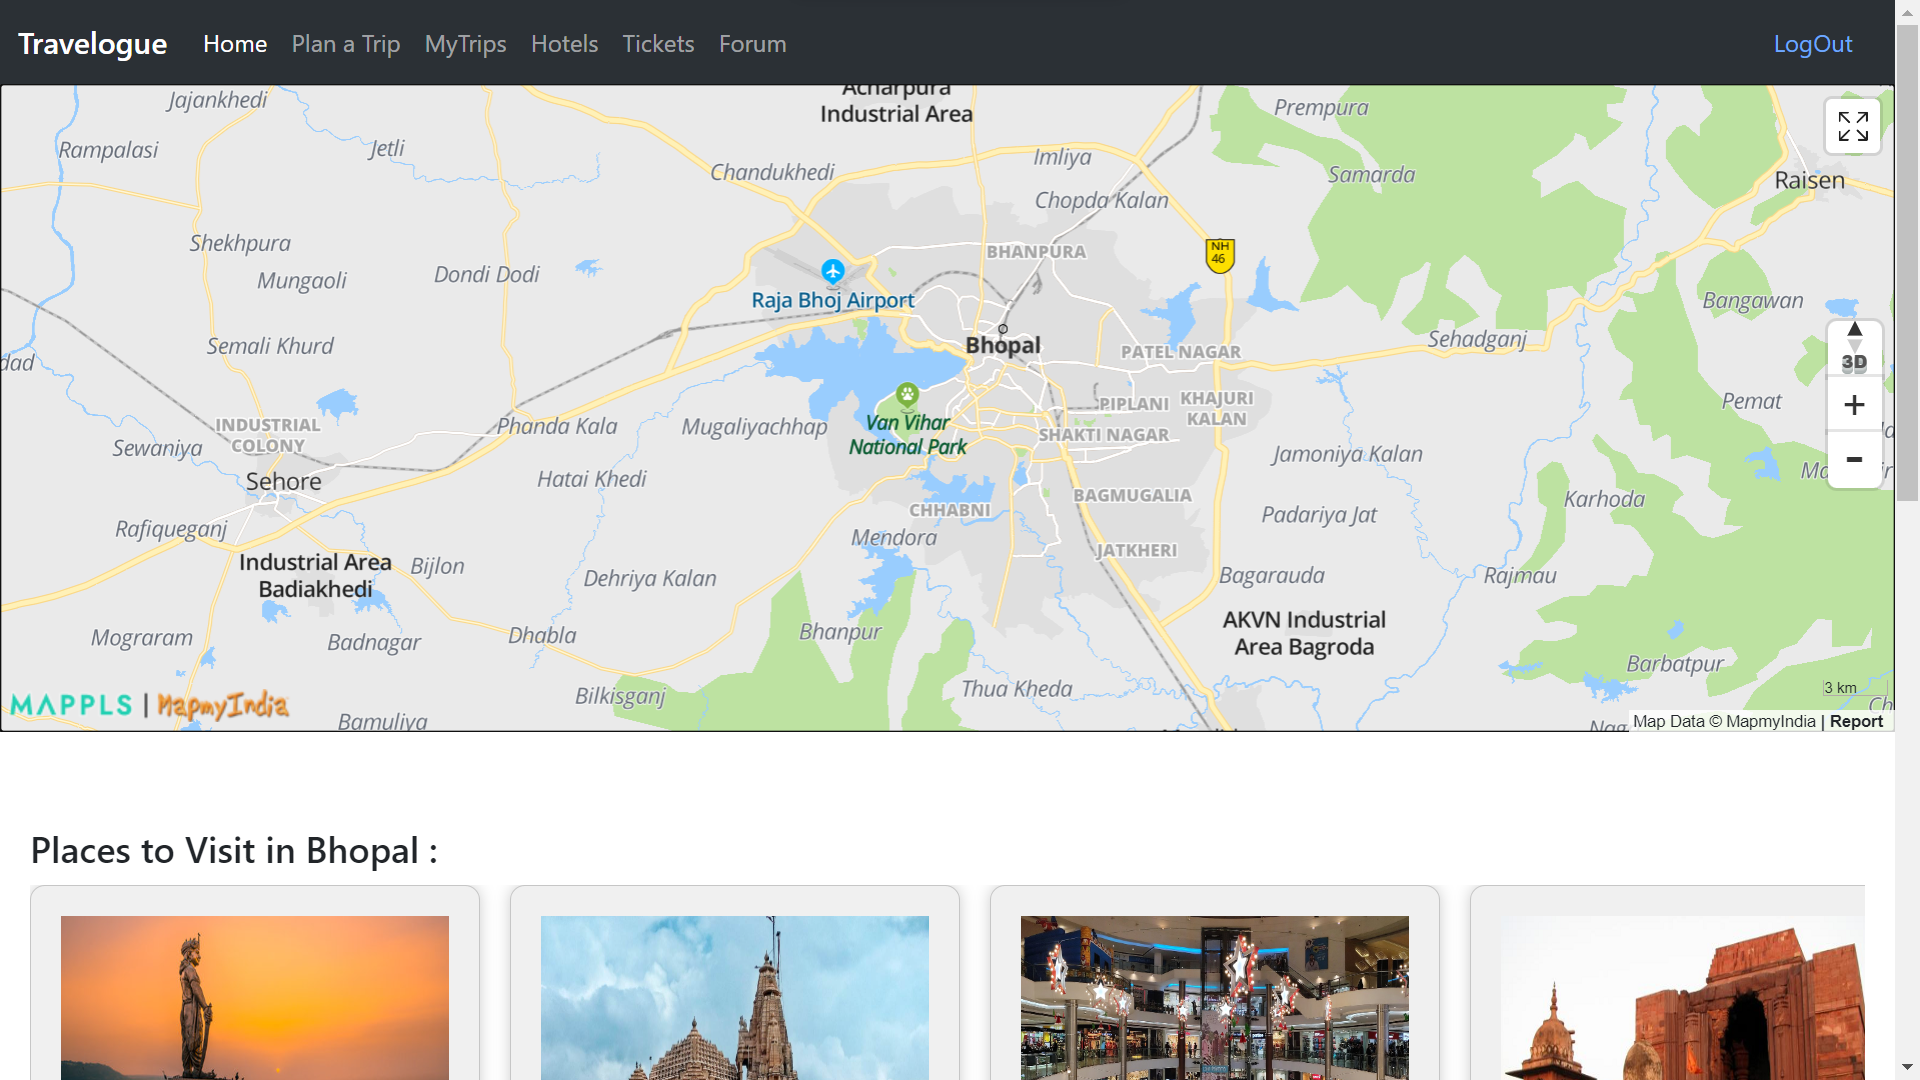 Travelogue Home Plan a Trip MyTrips Hotels Tickets Forum LogOut
Acharpura
Industrial Area
Jajankhedi
Prempura
Rampalasi
Jetli
Imliya
Chandukhedi
Samarda
Raisen
Chopda Kalan
Shekhpura
BHANPURA
NH
46
Mungaoli
Dondi Dodi
Raja Bhoj Airport
Bangawan
Semali Khurd
Bhopal
Sehadganj
PATEL NAGAR
3D
dad
Van Vihar
National Park
PIPLANI
KHAJURI
KALAN
Pemat
+
INDUSTRIAL
COLONY
Phanda Kala
Mugaliyachhap
SHAKTI NAGAR
Sewaniya
Jamoniya Kalan
-
Sehore
Hatai Khedi
BAGMUGALIA
Karhoda
CHHABNI
Padariya Jat
Rafiqueganj
Mendora
JATKHERI
Industrial Area
Badiakhedi
Bijlon
Dehriya Kalan
Bagarauda
Rajmau
AKVN Industrial
Area Bagroda
Mograram
Badnagar
Dhabla
Bhanpur
Barbatpur
Bilkisganj
Thua Kheda
3 km
MAPPLS | MapmyIndia
Bamuliya
Map Data © MapmyIndia | Report
Places to Visit in Bhopal :